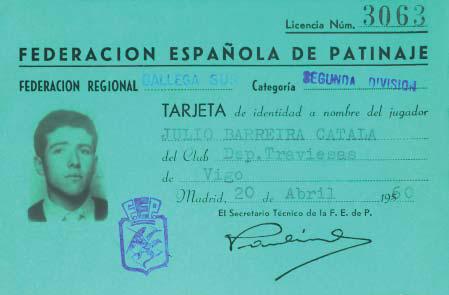 Licencia Núm. 3063
FEDERACION ESPAÑOLA DE PATINAJE
FEDERACION REGIONAL GALLEGA SUR Categoría SEGUNDA DIVISION
TARJETA de identidad a nombre del jugador
JULIO BARREIRA CATALA
del Club Dsp. Traviesas
de Vigo
Madrid, 20 de Abril 1960
El Secretario Técnico de la F. E. de P.